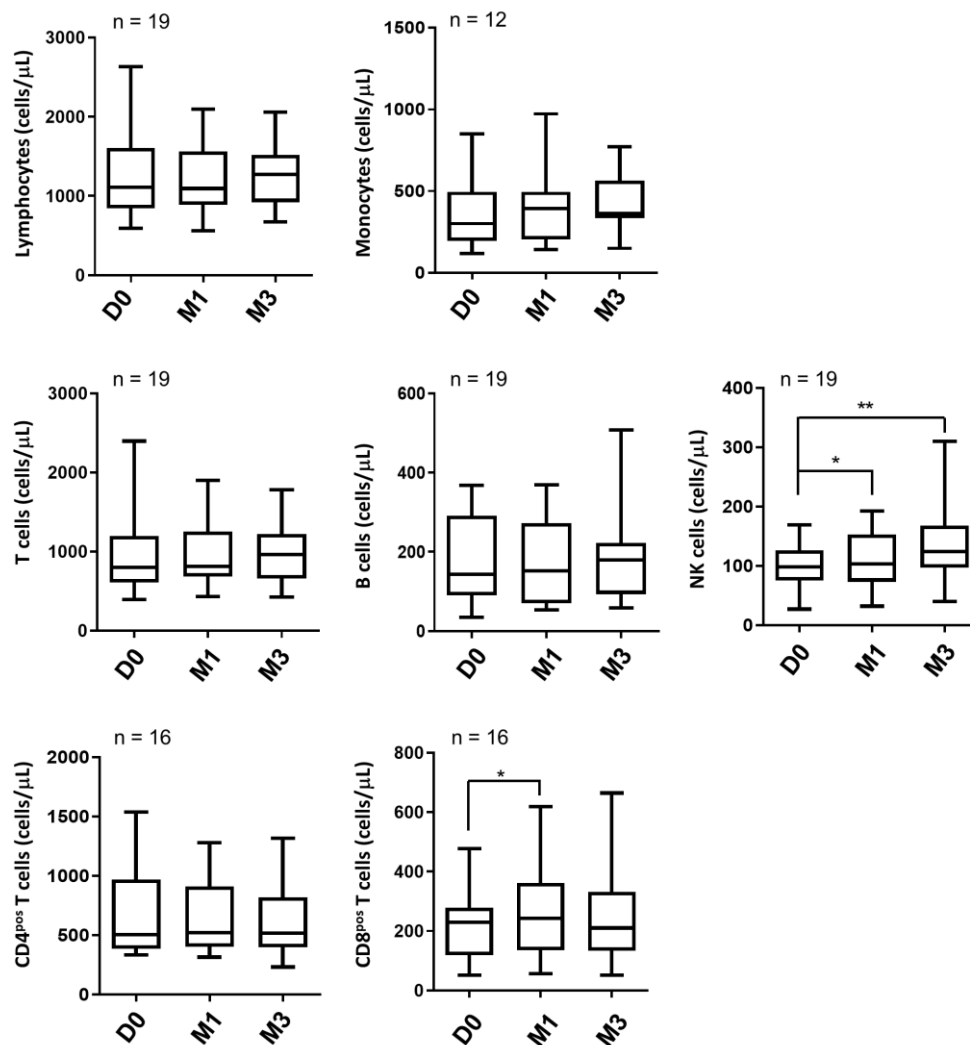 n = 19
Lymphocytes (cells/μL)
3000
2000
1000
0
D0 M1 M3
n = 12
Monocytes (cells/μL)
1500
1000
500
0
D0 M1 M3
n = 19
T cells (cells/μL)
3000
2000
1000
0
D0 M1 M3
n = 19
B cells (cells/μL)
600
400
200
0
D0 M1 M3
n = 19
NK cells (cells/μL)
400
300
200
100
0
**
*
D0 M1 M3
n = 16
CD4ᵖᵒˢ T cells (cells/μL)
2000
1500
1000
500
0
D0 M1 M3
n = 16
CD8ᵖᵒˢ T cells (cells/μL)
800
600
400
200
0
*
D0 M1 M3